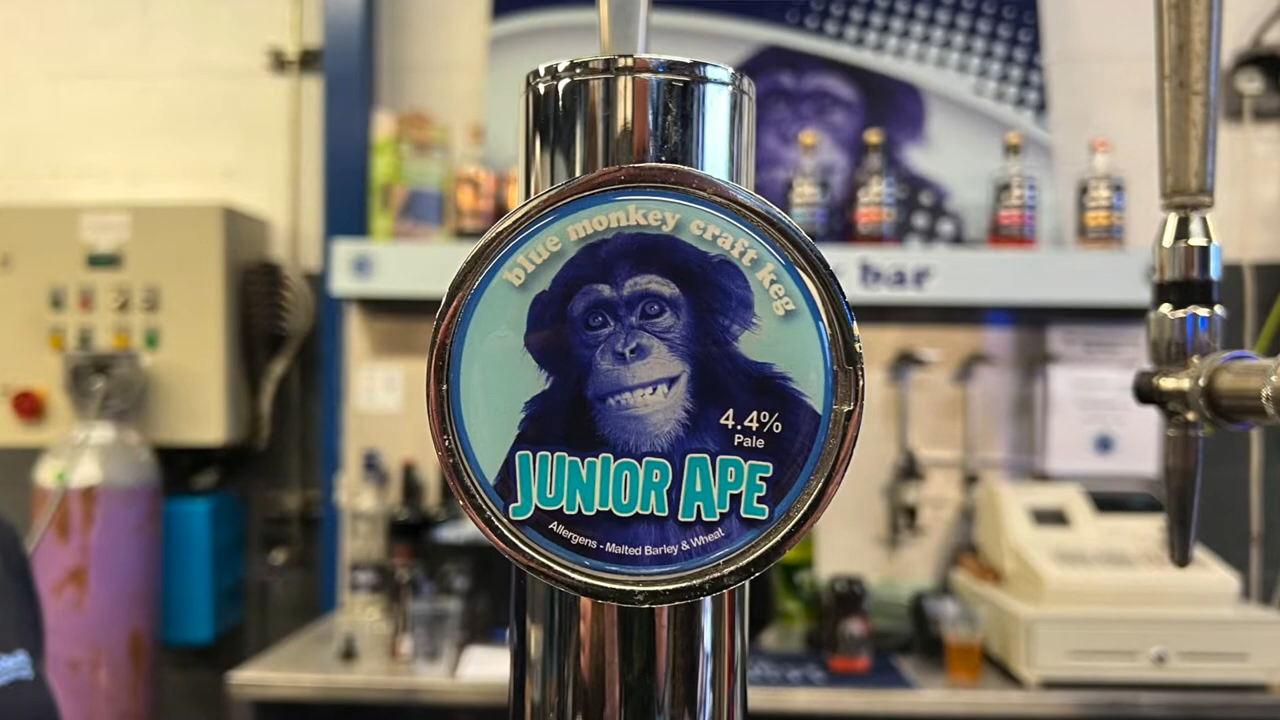 blue monkey craft keg
4.4%
Pale
JUNIOR APE
Allergens - Malted Barley & Wheat
bar